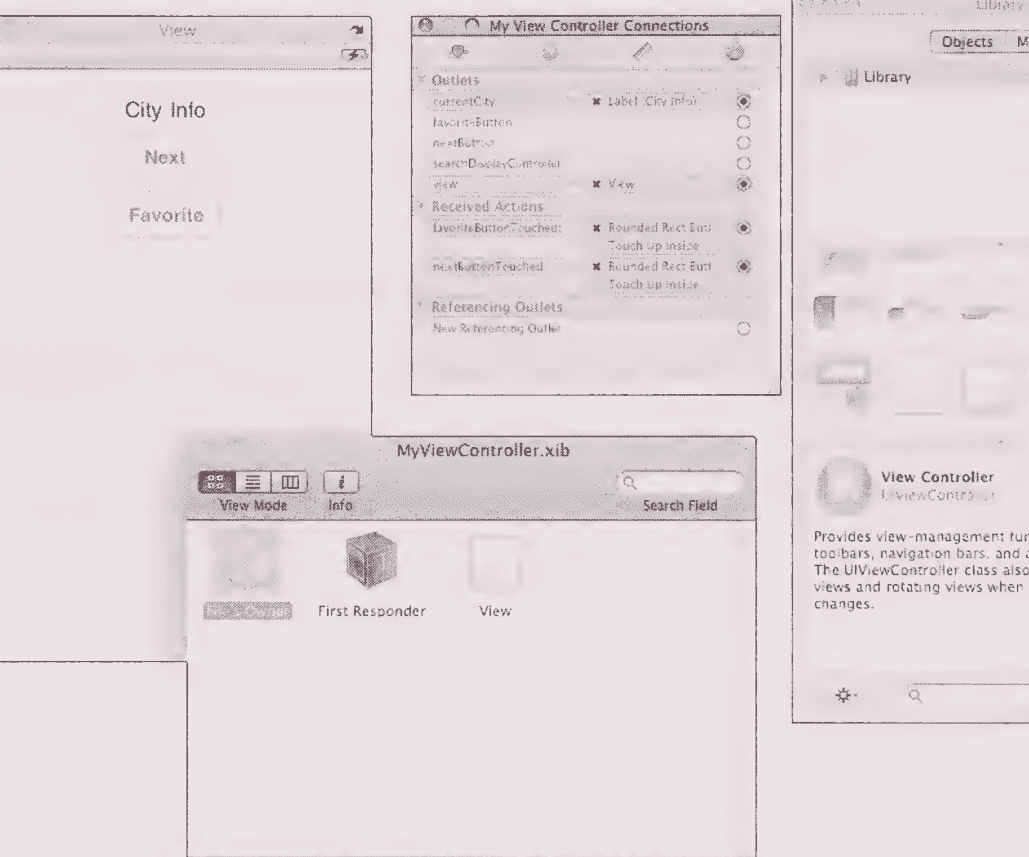 View
City Info
Next
Favorite
My View Controller Connections
Outlets
currentCity
Label (City Info)
favoriteButton
nextButton
searchDisplayController
view
View
Received Actions
favoriteButtonTouched:
Rounded Rect Butt
Touch Up Inside
nextButtonTouched
Rounded Rect Butt
Touch Up Inside
Referencing Outlets
New Referencing Outlet
Library
Objects M
Library
View Controller
UIViewController
Provides view-management fun
toolbars, navigation bars, and a
The UIViewController class also
views and rotating views when
changes.
MyViewController.xib
View Mode
Info
Search Field
First Responder
View